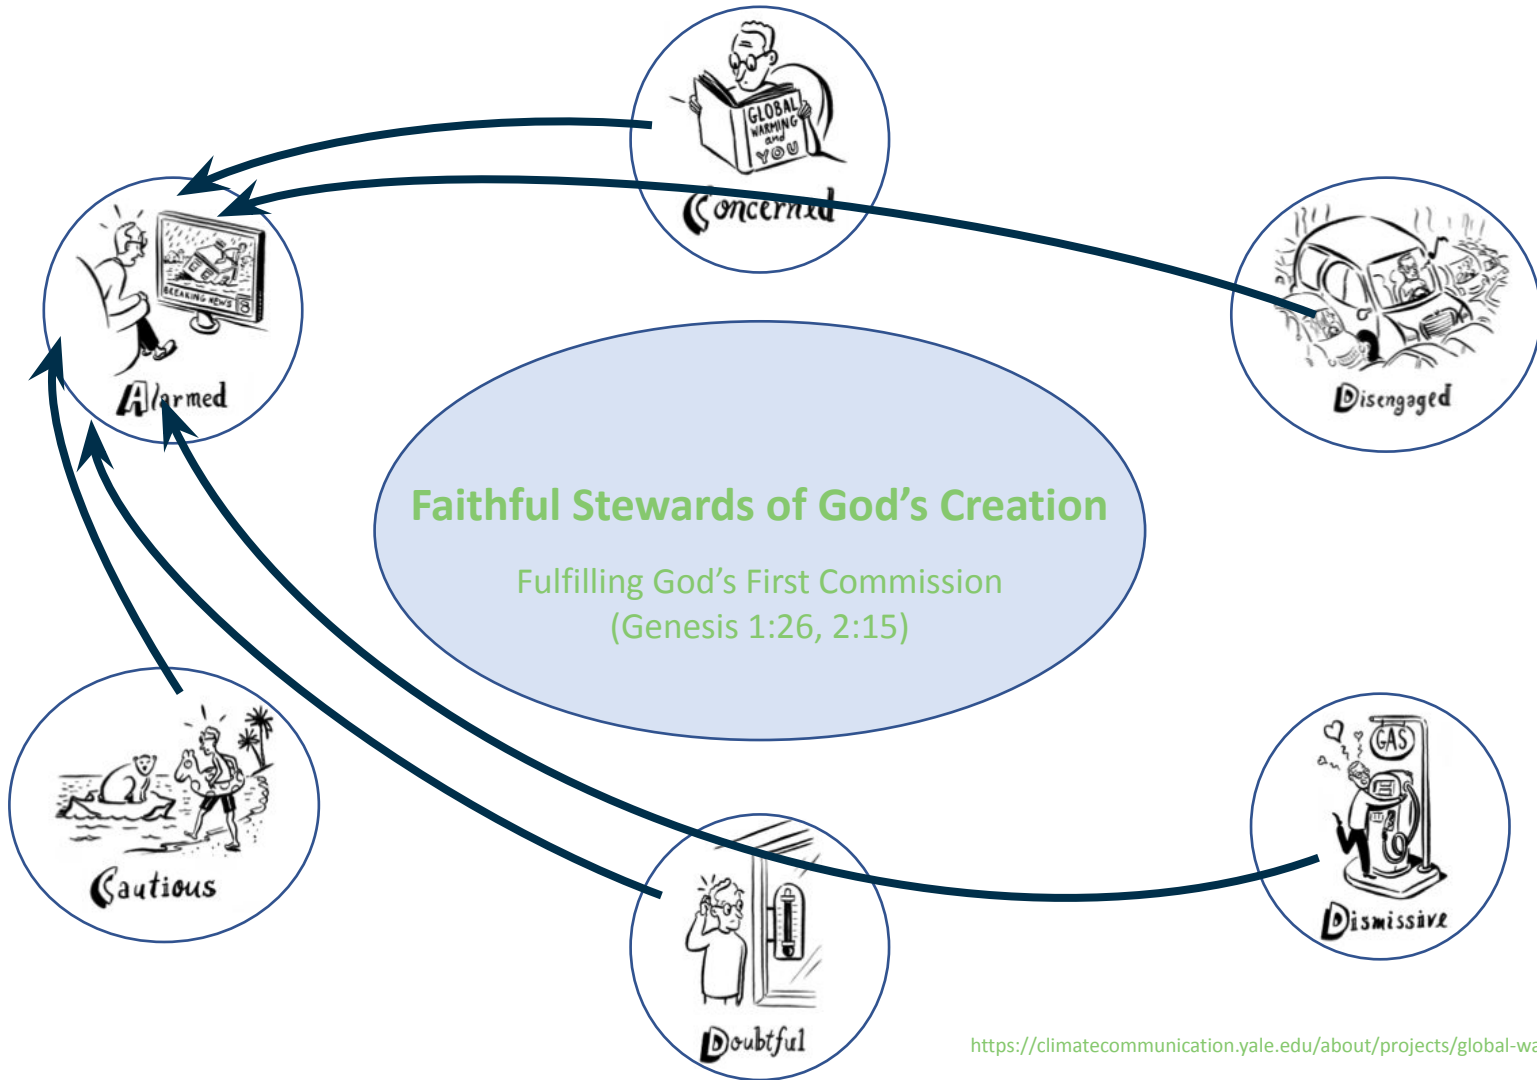 GLOBAL
WARMING
and
YOU
Concerned
BREAKING NEWS 8
Alarmed
Disengaged
Faithful Stewards of God’s Creation
Fulfilling God’s First Commission
(Genesis 1:26, 2:15)
Cautious
GAS
Dismissive
Doubtful
https://climatecommunication.yale.edu/about/projects/global-wa